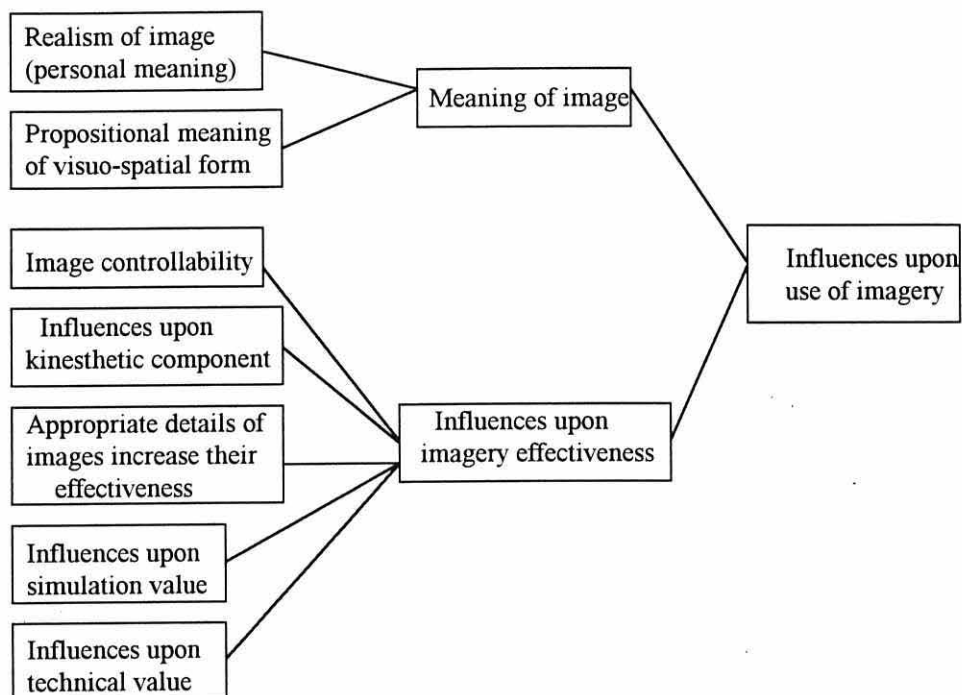 Realism of image
(personal meaning)
Propositional meaning
of visuo-spatial form
Meaning of image
Image controllability
Influences upon
kinesthetic component
Appropriate details of
images increase their
effectiveness
Influences upon
simulation value
Influences upon
technical value
Influences upon
imagery effectiveness
Influences upon
use of imagery